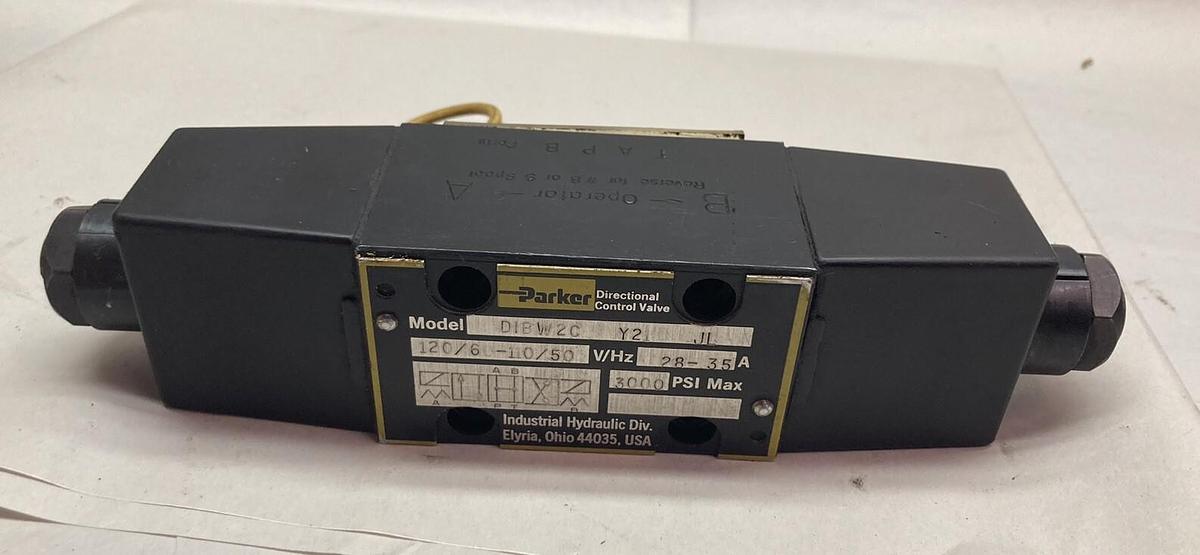 T A P B Ports
Reverse for #8 or 9 Spool
B ← Operator → A
Parker Directional
Control Valve
Model D1BW2C Y2 JL
120/60-110/50 V/Hz 28-35 A
A B
3000 PSI Max
A P T B
Industrial Hydraulic Div.
Elyria, Ohio 44035, USA